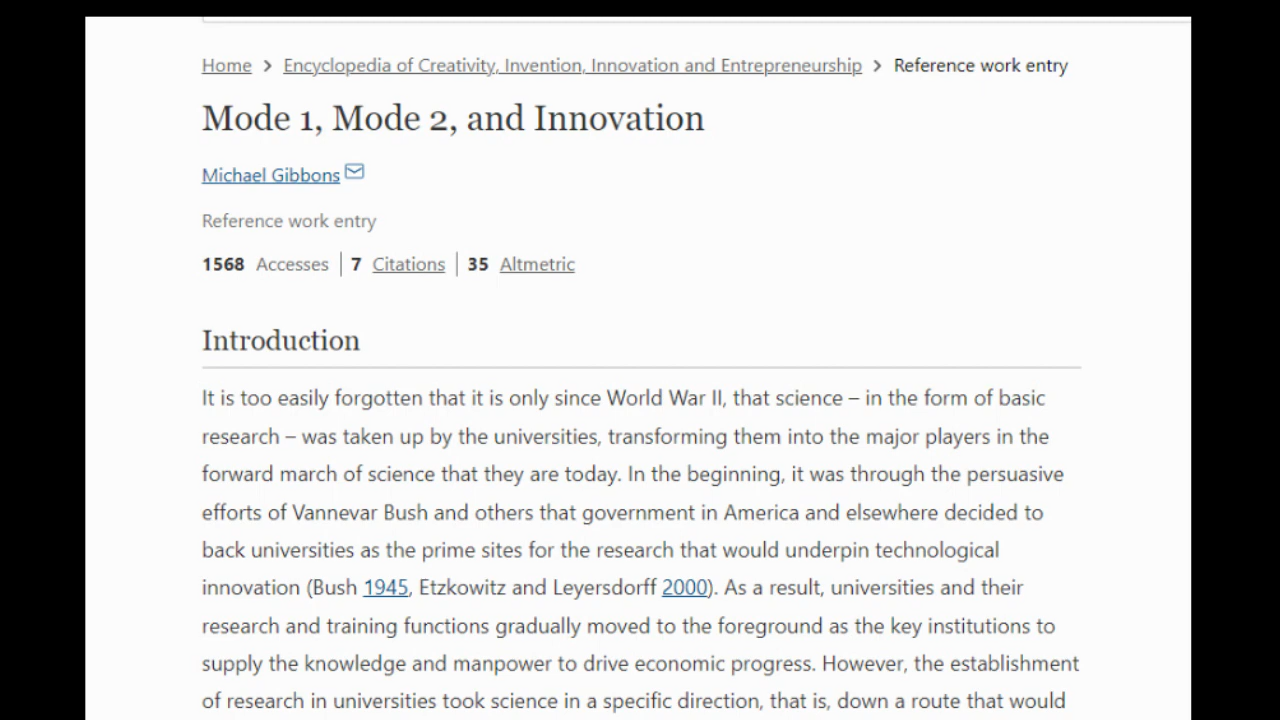 Home > Encyclopedia of Creativity, Invention, Innovation and Entrepreneurship > Reference work entry
Mode 1, Mode 2, and Innovation
Michael Gibbons
Reference work entry
1568 Accesses | 7 Citations | 35 Altmetric
Introduction
It is too easily forgotten that it is only since World War II, that science – in the form of basic
research – was taken up by the universities, transforming them into the major players in the
forward march of science that they are today. In the beginning, it was through the persuasive
efforts of Vannevar Bush and others that government in America and elsewhere decided to
back universities as the prime sites for the research that would underpin technological
innovation (Bush 1945, Etzkowitz and Leyersdorff 2000). As a result, universities and their
research and training functions gradually moved to the foreground as the key institutions to
supply the knowledge and manpower to drive economic progress. However, the establishment
of research in universities took science in a specific direction, that is, down a route that would